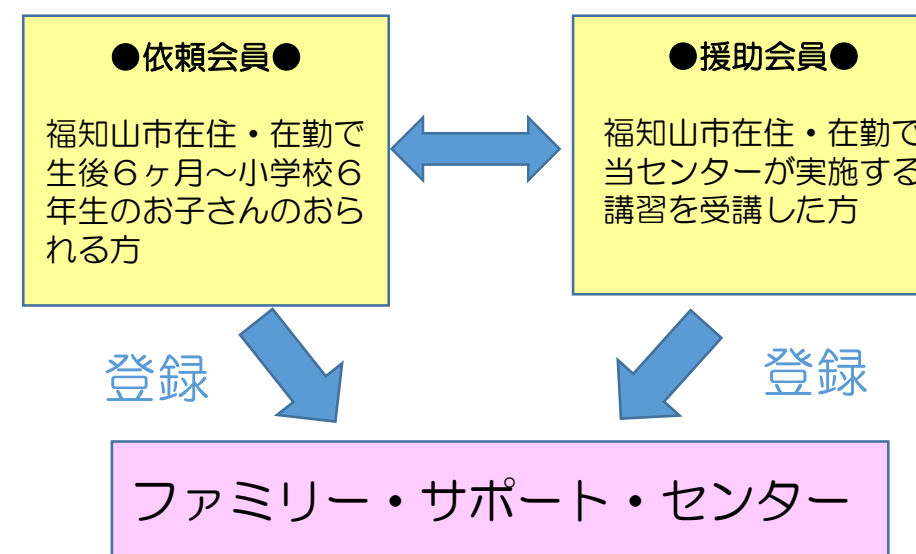 ●依頼会員●
福知山市在住・在勤で
生後６ヶ月～小学校６
年生のお子さんのおら
れる方
●援助会員●
福知山市在住・在勤で
当センターが実施する
講習を受講した方
登録
登録
ファミリー・サポート・センター